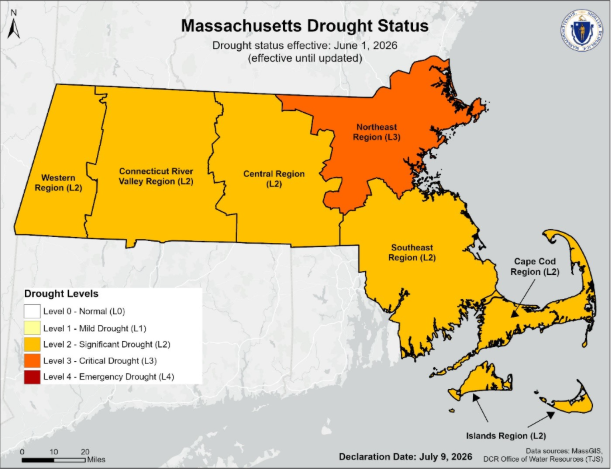 Massachusetts Drought Status
Drought status effective: June 1, 2026
(effective until updated)
N
Northeast
Region (L3)
Western
Region (L2)
Connecticut River
Valley Region (L2)
Central Region
(L2)
Southeast
Region (L2)
Cape Cod
Region (L2)
Drought Levels
Level 0 - Normal (L0)
Level 1 - Mild Drought (L1)
Level 2 - Significant Drought (L2)
Level 3 - Critical Drought (L3)
Level 4 - Emergency Drought (L4)
Islands Region (L2)
0 10 20
Miles
Declaration Date: July 9, 2026
Data sources: MassGIS,
DCR Office of Water Resources (TJS)